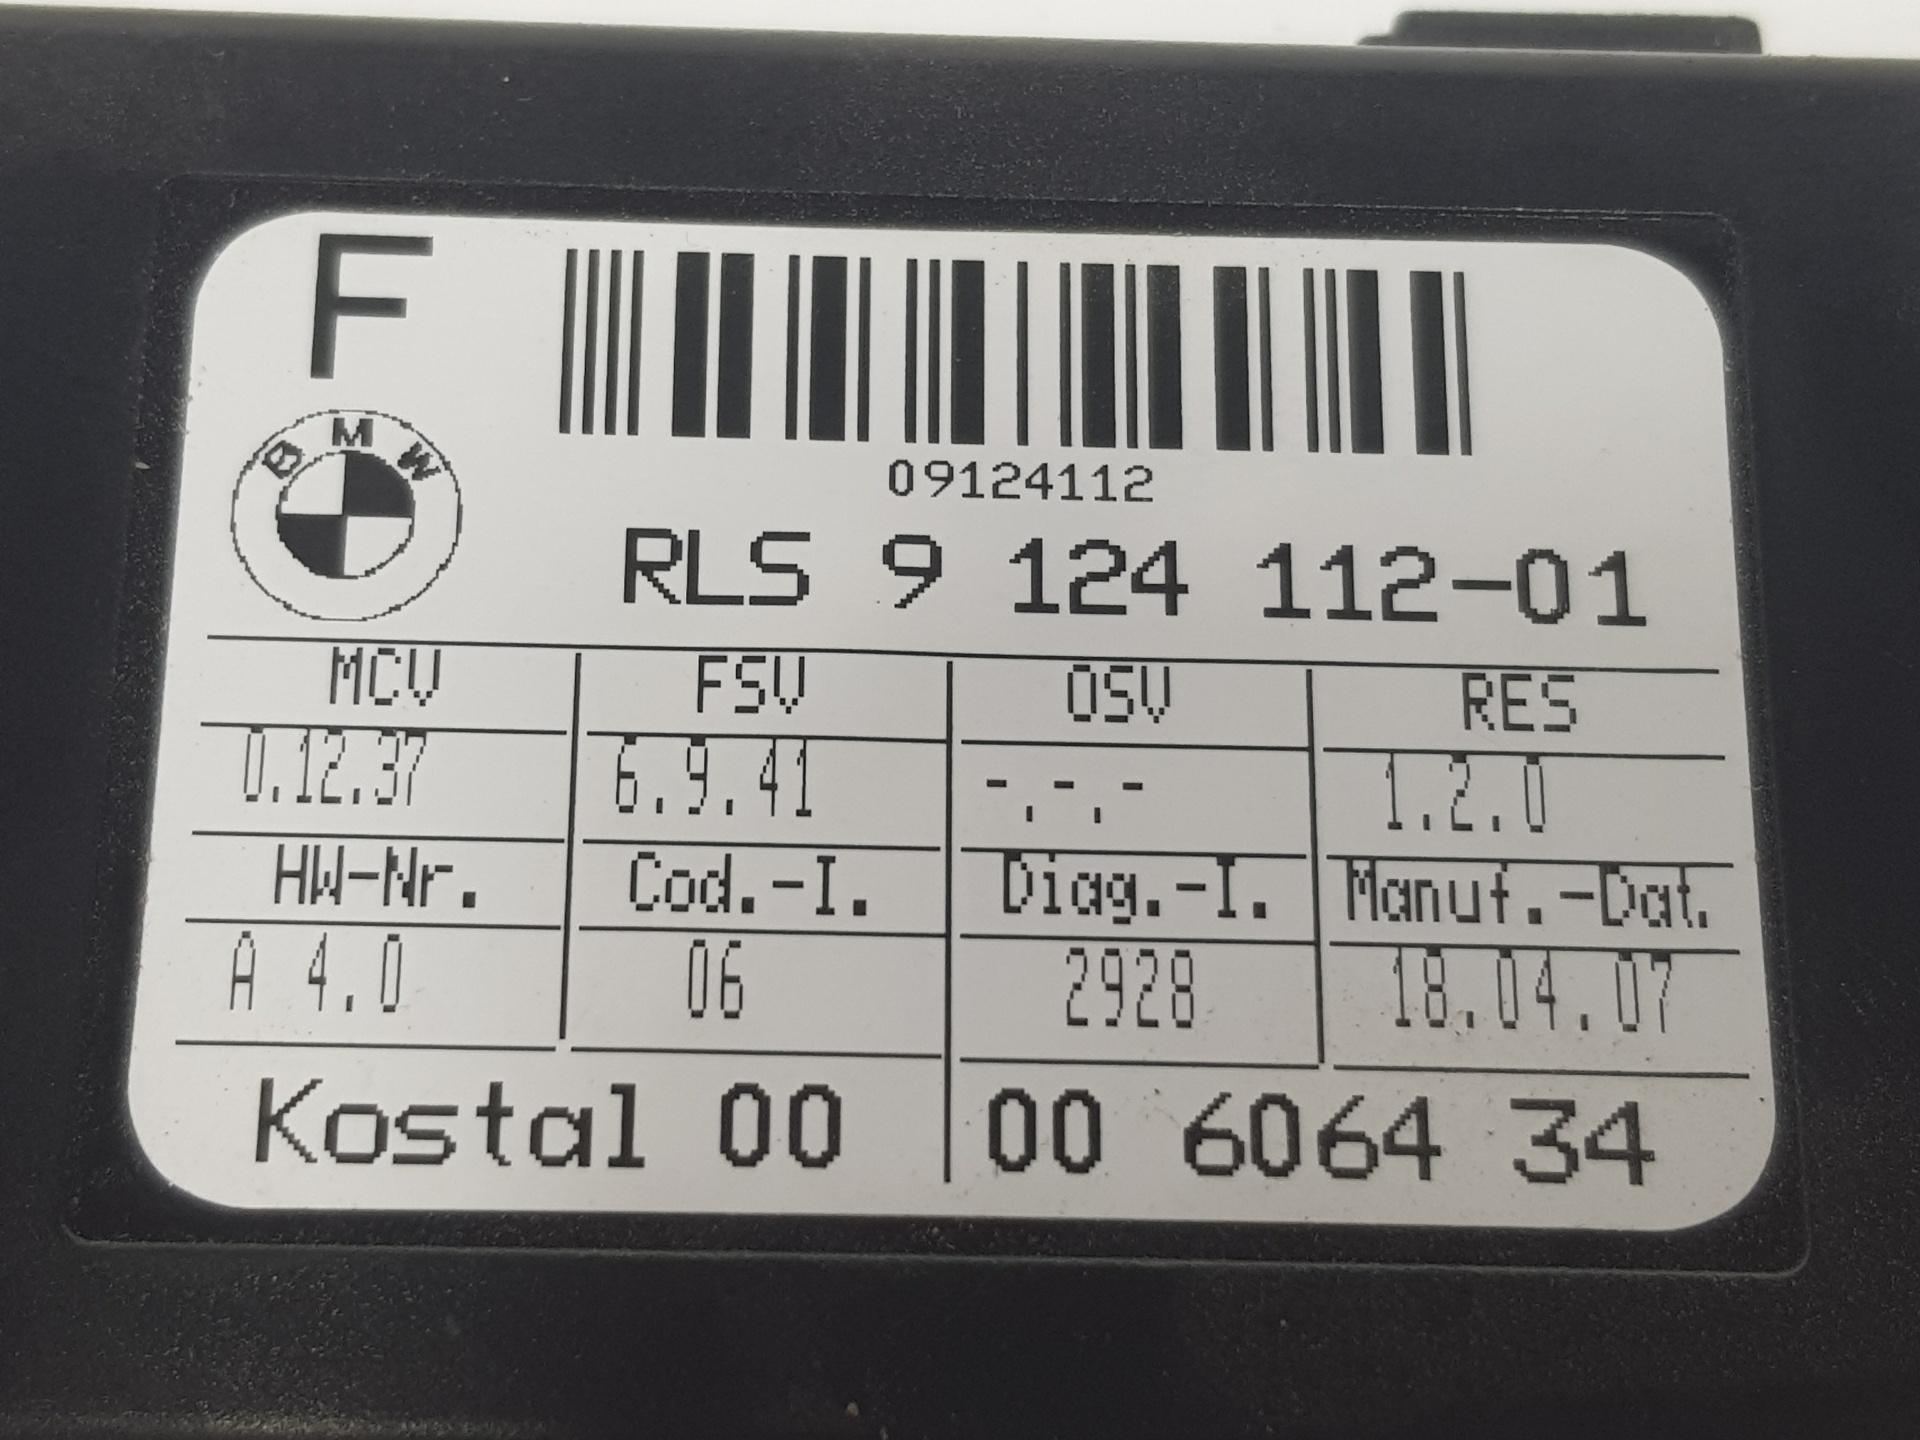 F
BMW
09124112
RLS 9 124 112-01
MCV FSV OSV RES
0.12.37 6.9.41 -.-.- 1.2.0
HW-Nr. Cod.-I. Diag.-I. Manuf.-Dat.
A 4.0 06 2928 18.04.07
Kostal 00 00 6064 34